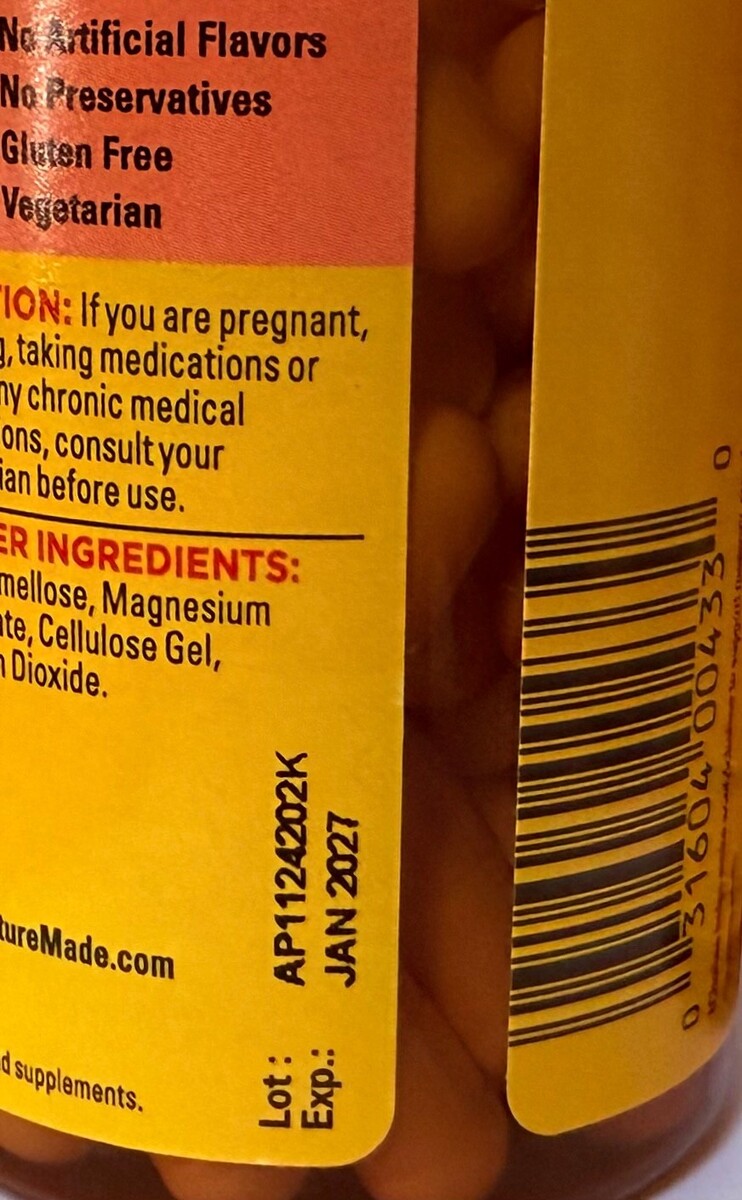 No Artificial Flavors
No Preservatives
Gluten Free
Vegetarian
TION: If you are pregnant,
g, taking medications or
ny chronic medical
ons, consult your
ian before use.
ER INGREDIENTS:
mellose, Magnesium
ate, Cellulose Gel,
n Dioxide.
tureMade.com
d supplements.
Lot: AP1124202K
Exp.: JAN 2027
0 31604 00433 0